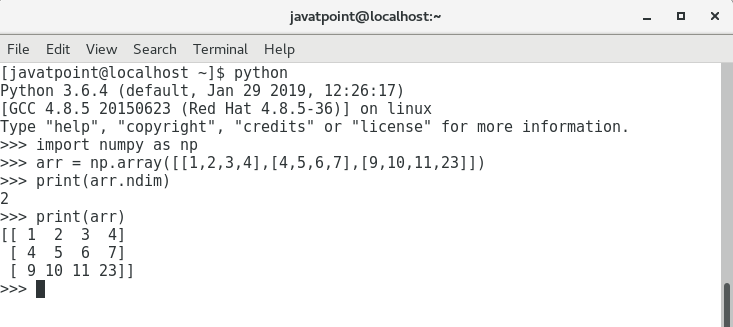 javatpoint@localhost:~
File Edit View Search Terminal Help
[javatpoint@localhost ~]$ python
Python 3.6.4 (default, Jan 29 2019, 12:26:17)
[GCC 4.8.5 20150623 (Red Hat 4.8.5-36)] on linux
Type "help", "copyright", "credits" or "license" for more information.
>>> import numpy as np
>>> arr = np.array([[1,2,3,4],[4,5,6,7],[9,10,11,23]])
>>> print(arr.ndim)
2
>>> print(arr)
[[ 1  2  3  4]
 [ 4  5  6  7]
 [ 9 10 11 23]]
>>>